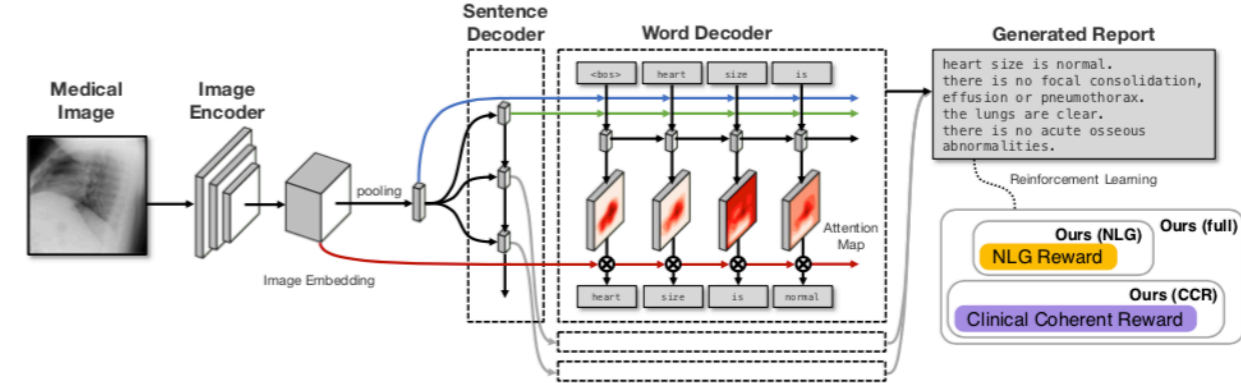 Medical
Image
Image
Encoder
pooling
Image Embedding
Sentence
Decoder
Word Decoder
<bos>
heart
size
is
Attention
Map
heart
size
is
normal
Generated Report
heart size is normal.
there is no focal consolidation,
effusion or pneumothorax.
the lungs are clear.
there is no acute osseous
abnormalities.
Reinforcement Learning
Ours (full)
Ours (NLG)
NLG Reward
Ours (CCR)
Clinical Coherent Reward